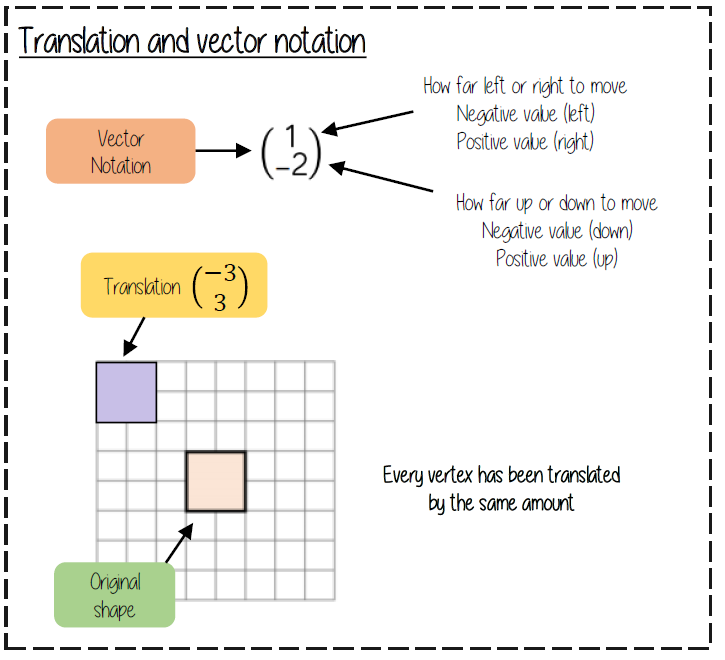 Translation and vector notation
Vector
Notation
(1
−2)
How far left or right to move
Negative value (left)
Positive value (right)
How far up or down to move
Negative value (down)
Positive value (up)
Translation (−3
3)
Every vertex has been translated
by the same amount
Original
shape